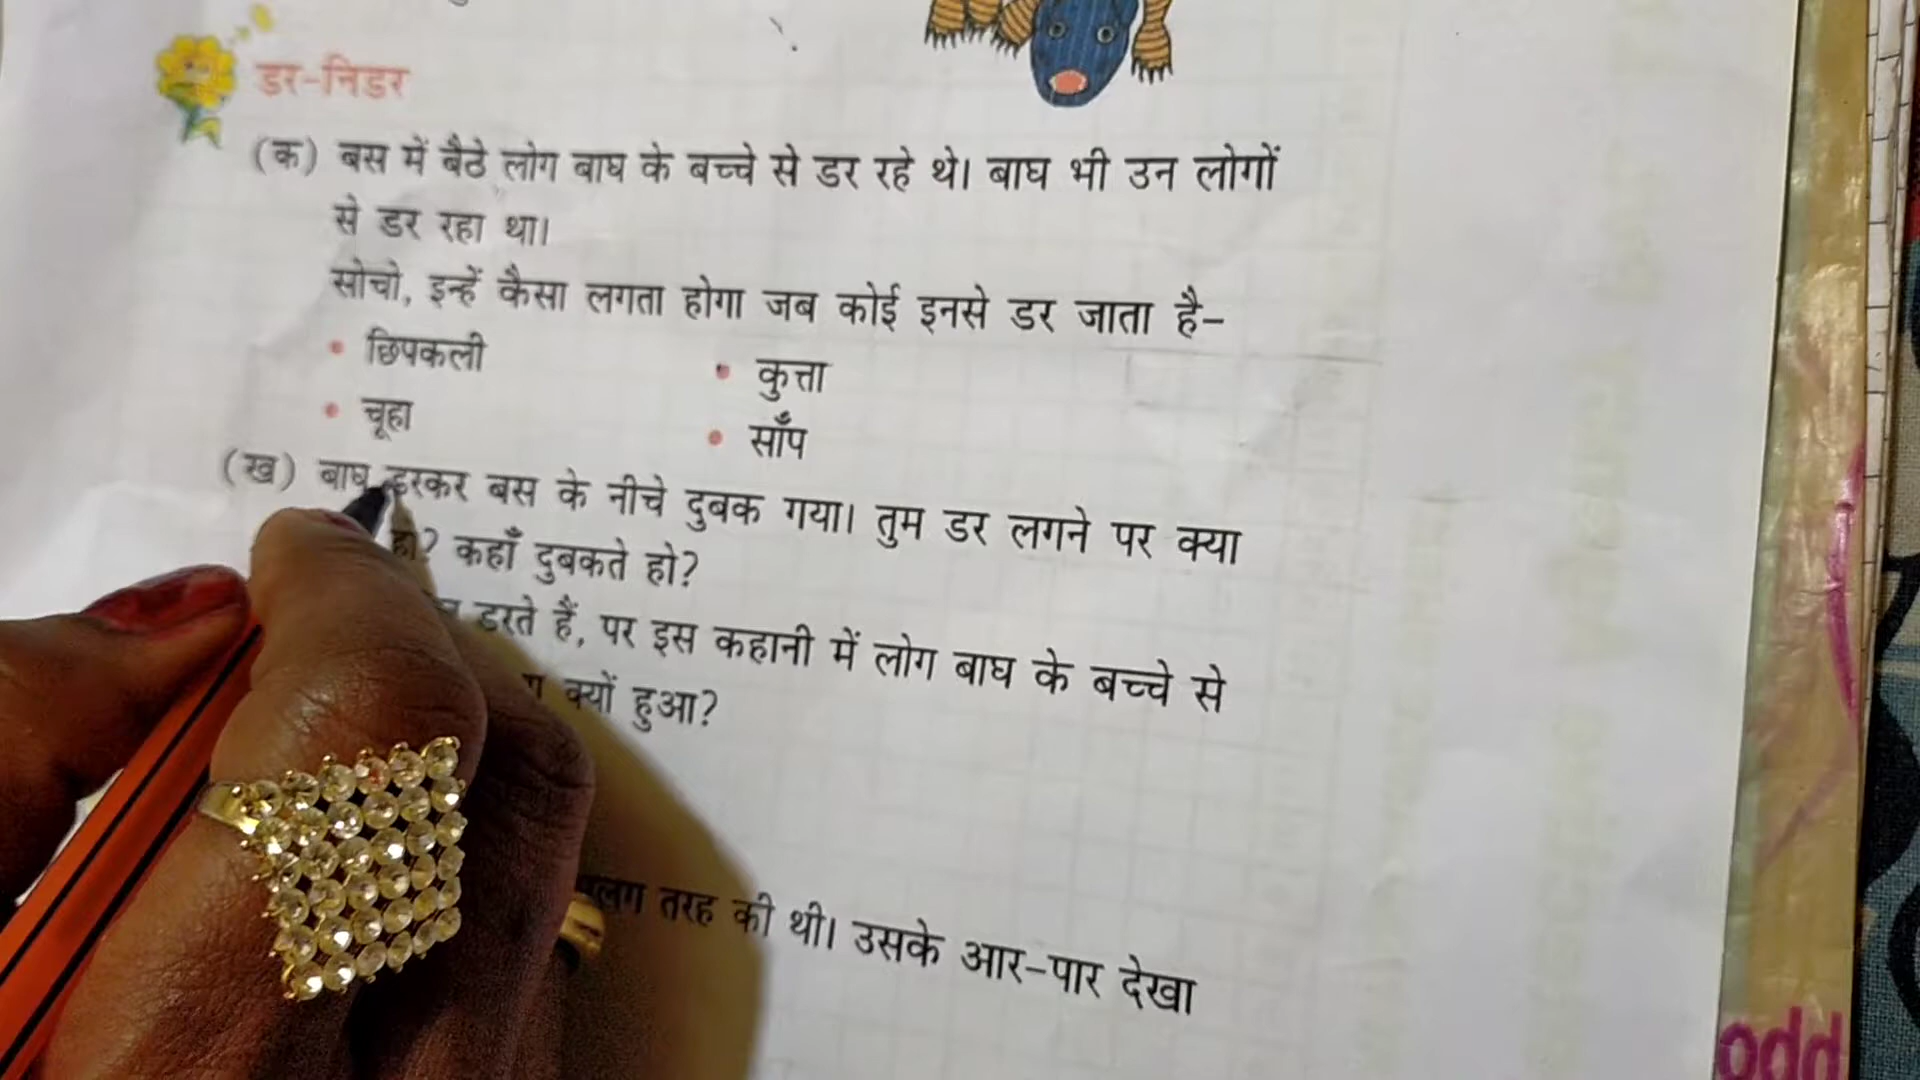 डर-निडर
(क) बस में बैठे लोग बाघ के बच्चे से डर रहे थे। बाघ भी उन लोगों
से डर रहा था।
सोचो, इन्हें कैसा लगता होगा जब कोई इनसे डर जाता है-
• छिपकली • कुत्ता
• चूहा • साँप
(ख) बाघ डरकर बस के नीचे दुबक गया। तुम डर लगने पर क्या
हो? कहाँ दुबकते हो?
डरते हैं, पर इस कहानी में लोग बाघ के बच्चे से
क्यों हुआ?
तरह की थी। उसके आर-पार देखा